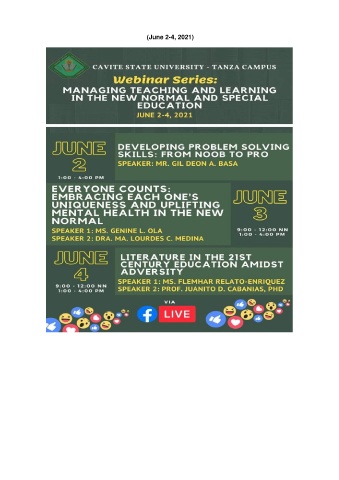 (June 2-4, 2021)
CAVITE STATE UNIVERSITY - TANZA CAMPUS
Webinar Series:
MANAGING TEACHING AND LEARNING
IN THE NEW NORMAL AND SPECIAL
EDUCATION
JUNE 2-4, 2021
JUNE
2
1:00 - 4:00 PM
DEVELOPING PROBLEM SOLVING
SKILLS: FROM NOOB TO PRO
SPEAKER: MR. GIL DEON A. BASA
EVERYONE COUNTS:
EMBRACING EACH ONE'S
UNIQUENESS AND UPLIFTING
MENTAL HEALTH IN THE NEW
NORMAL
SPEAKER 1: MS. GENINE L. OLA
SPEAKER 2: DRA. MA. LOURDES C. MEDINA
JUNE
3
9:00 - 12:00 NN
1:00 - 4:00 PM
JUNE
4
9:00 - 12:00 NN
1:00 - 4:00 PM
LITERATURE IN THE 21ST
CENTURY EDUCATION AMIDST
ADVERSITY
SPEAKER 1: MS. FLEMHAR RELATO-ENRIQUEZ
SPEAKER 2: PROF. JUANITO D. CABANIAS, PHD
VIA
f LIVE